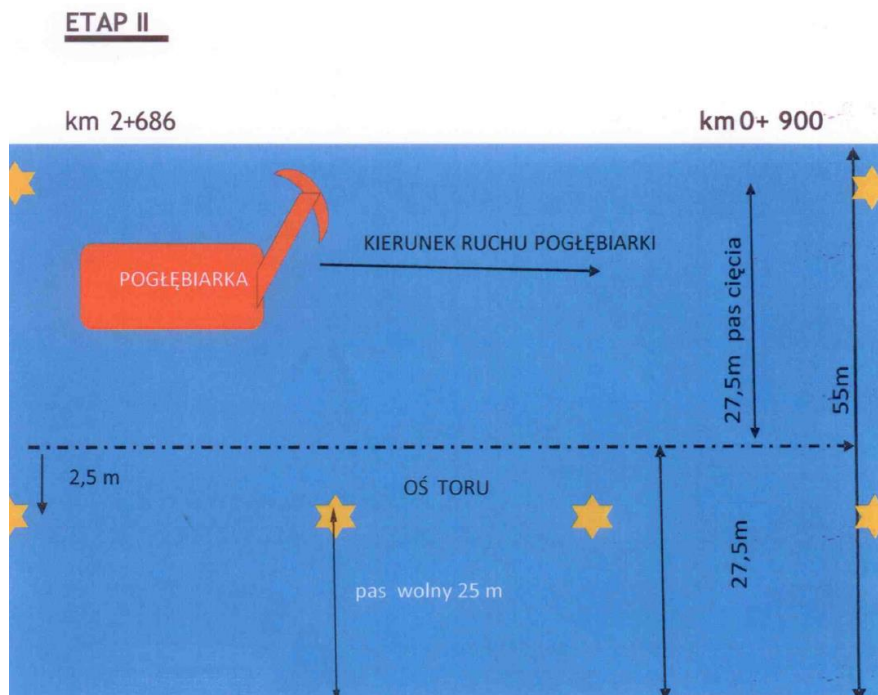 ETAP II
km 2+686
km 0+ 900
KIERUNEK RUCHU POGŁĘBIARKI
POGŁĘBIARKA
27,5m pas cięcia
55m
2,5 m
OŚ TORU
27,5m
pas wolny 25 m